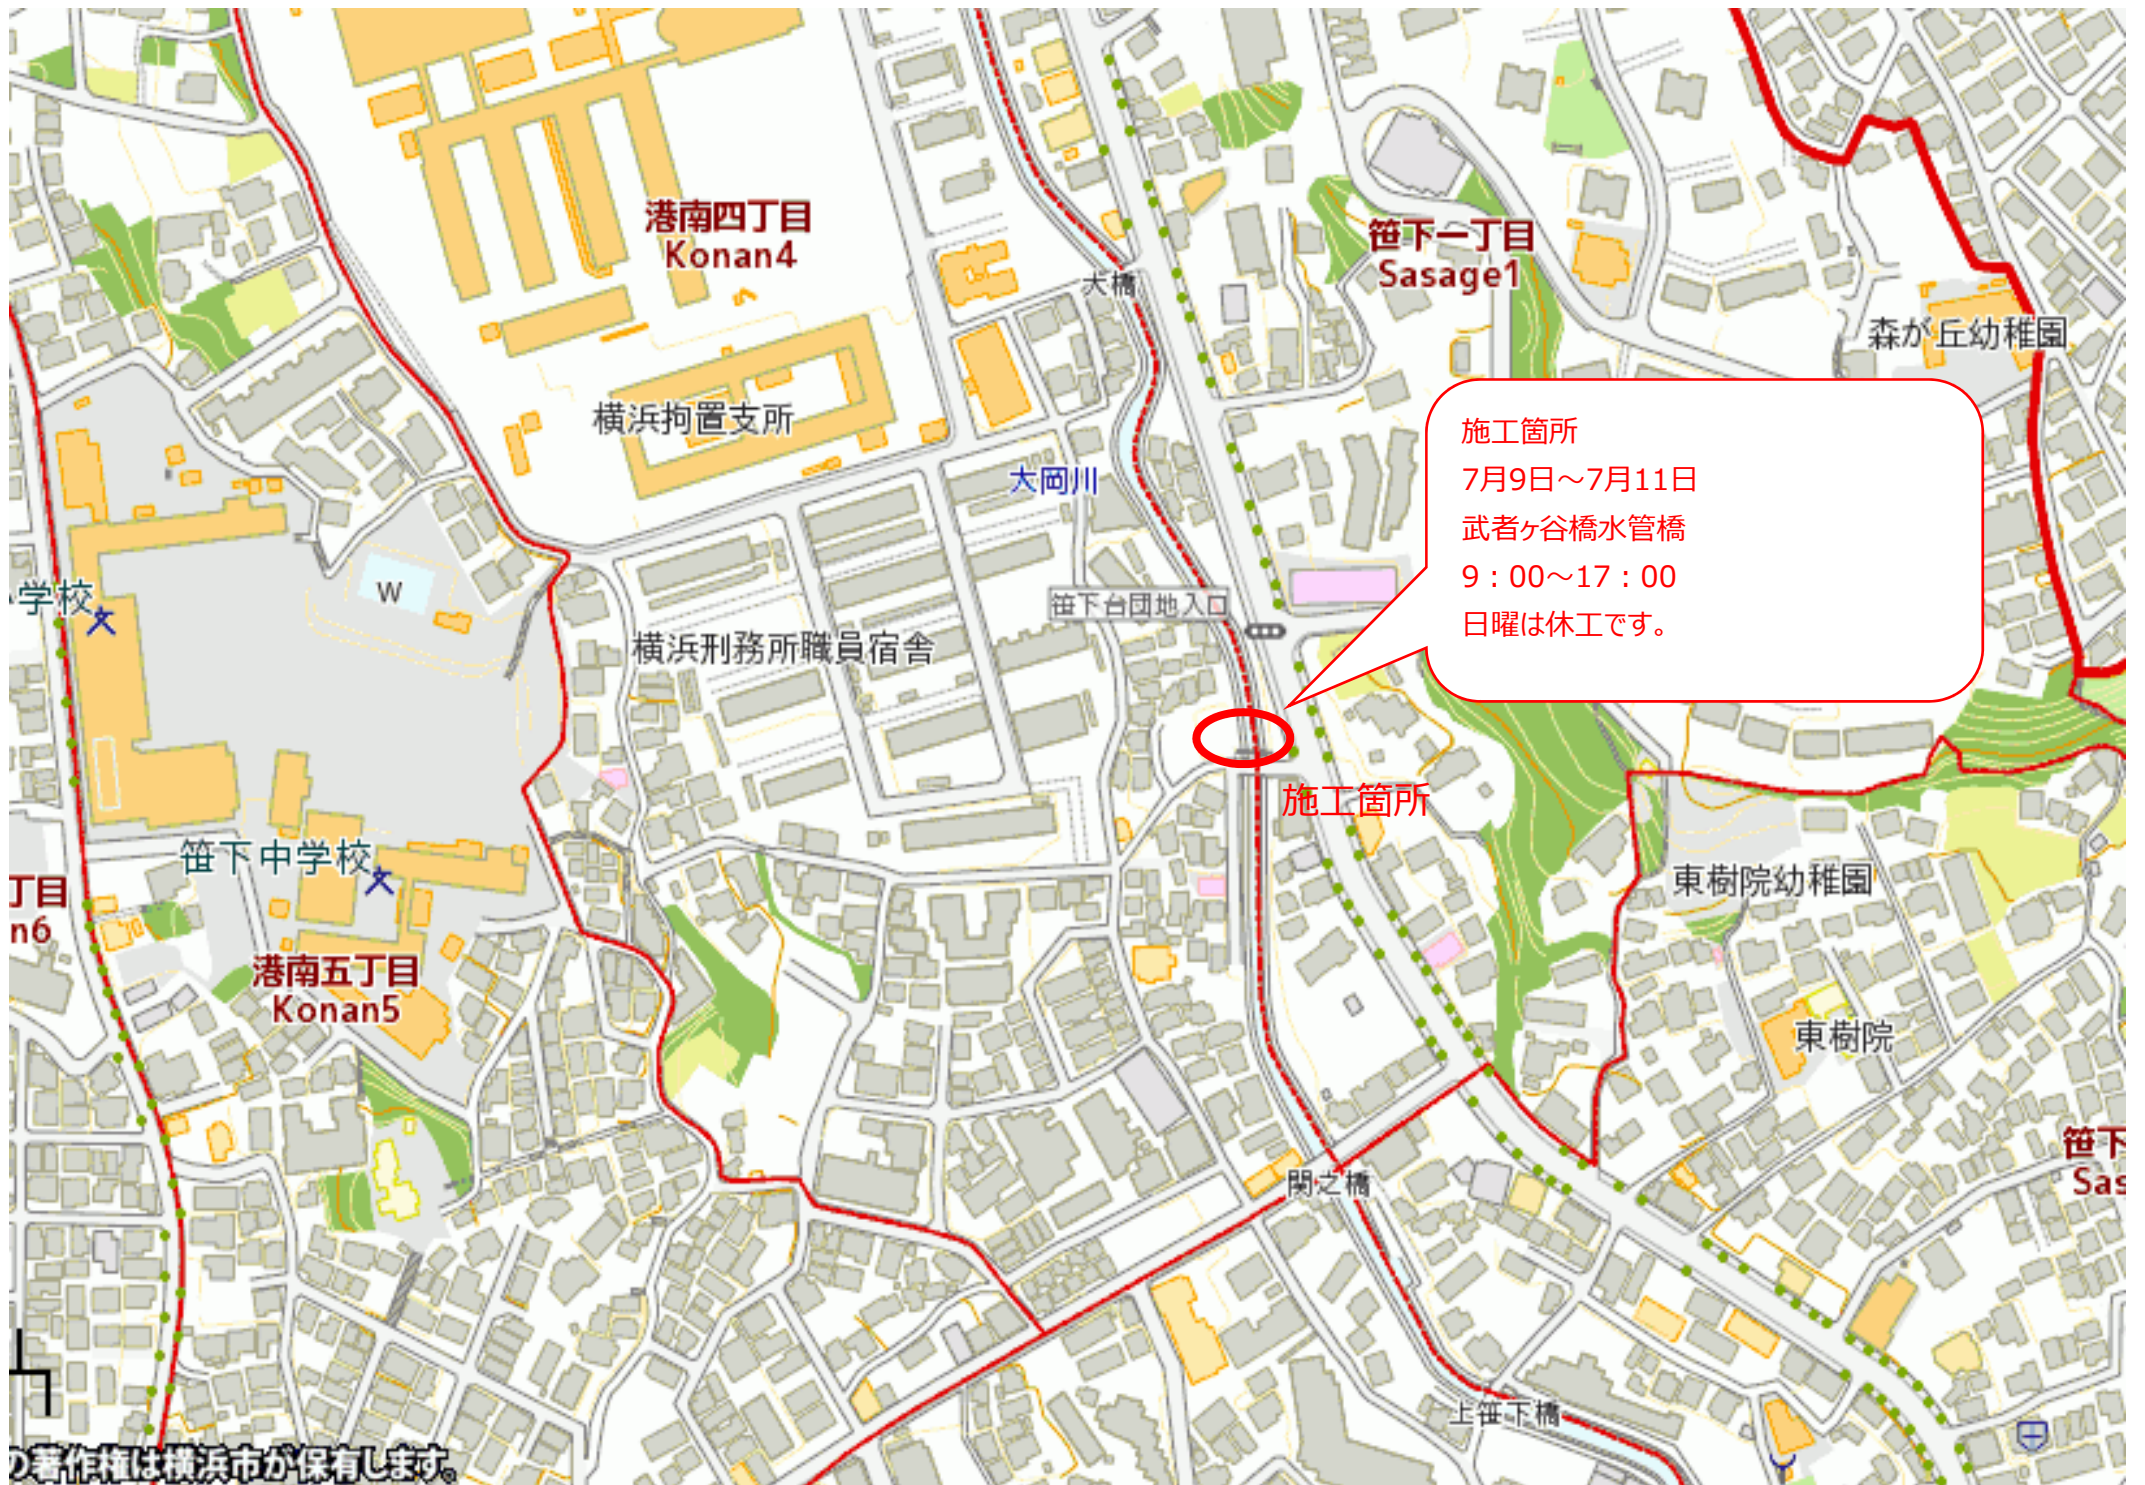 港南四丁目
Konan4
笹下一丁目
Sasage1
大橋
森が丘幼稚園
横浜拘置支所
大岡川
施工箇所
7月9日~7月11日
武者ヶ谷橋水管橋
9：00~17：00
日曜は休工です。
学校
W
笹下台団地入口
横浜刑務所職員宿舎
施工箇所
笹下中学校
東樹院幼稚園
丁目
n6
港南五丁目
Konan5
東樹院
笹下
Sas
関之橋
上笹下橋
の著作権は横浜市が保有します。